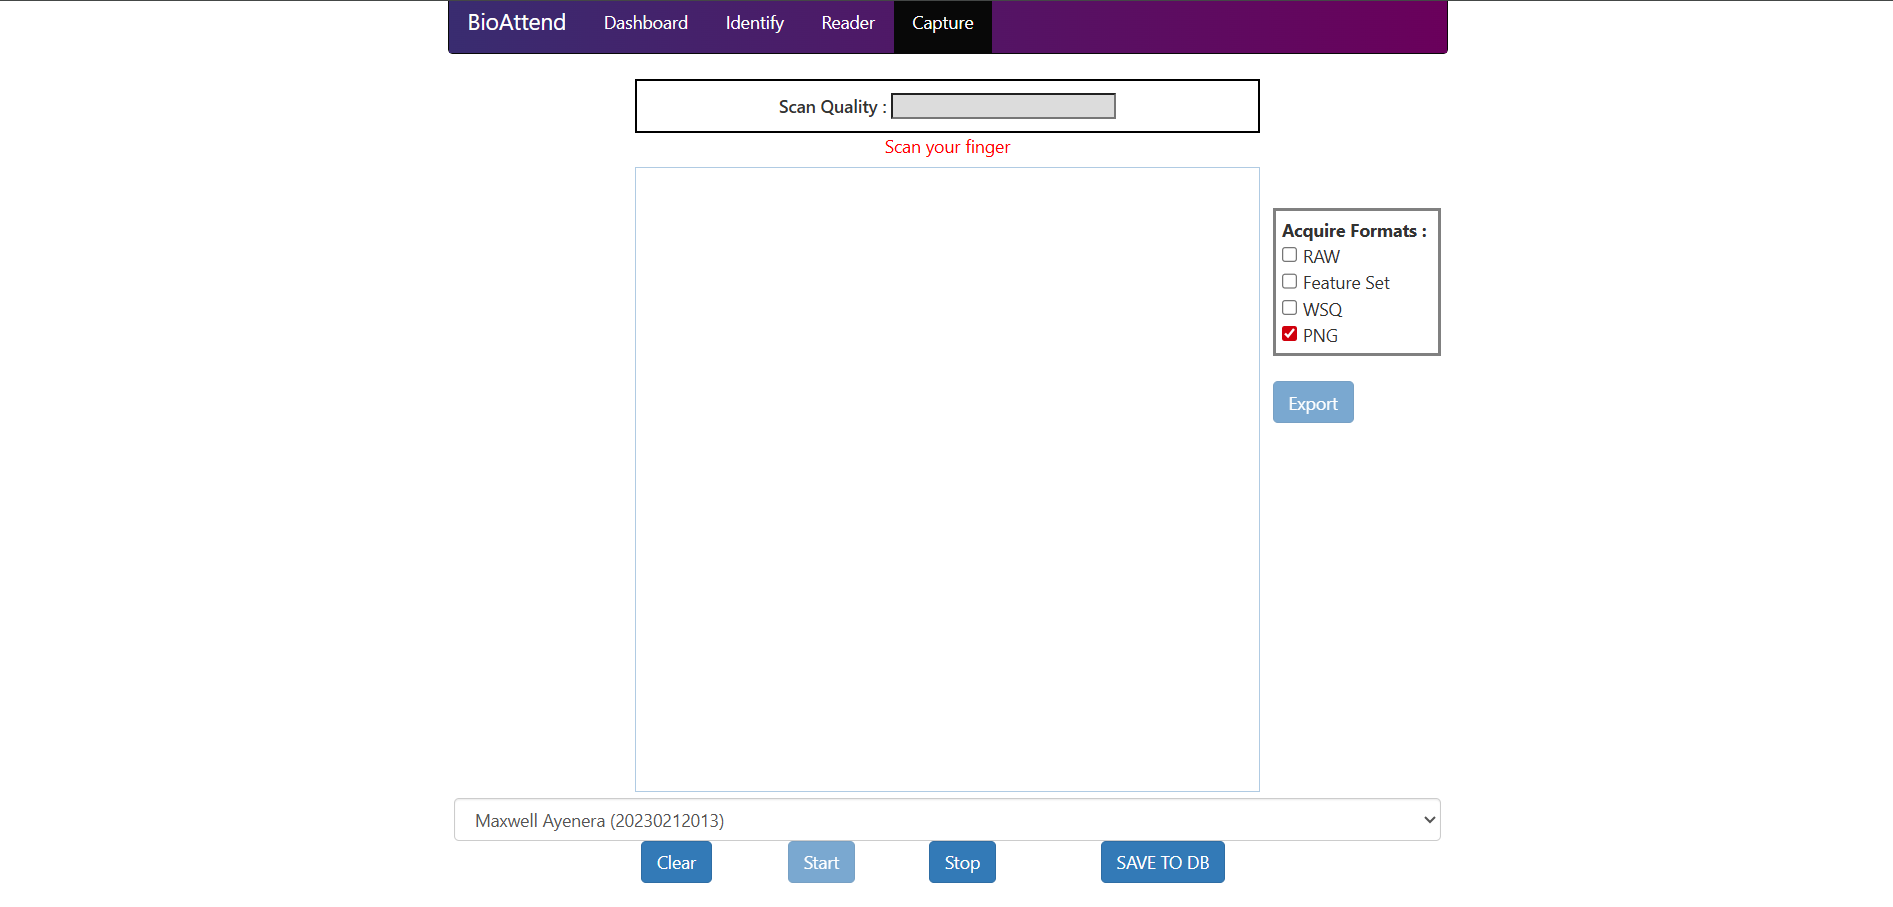 BioAttend Dashboard Identify Reader Capture
Scan Quality :
Scan your finger
Acquire Formats :
RAW
Feature Set
WSQ
PNG
Export
Maxwell Ayenera (20230212013)
Clear Start Stop SAVE TO DB